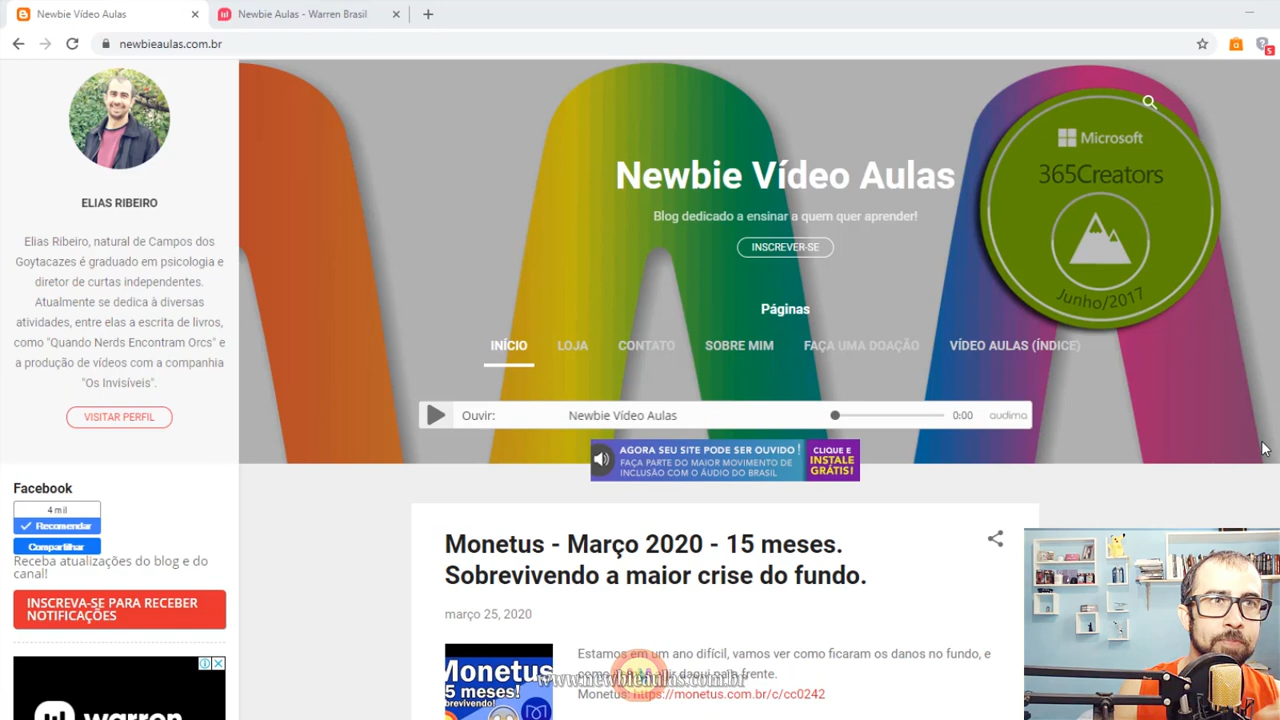 Newbie Vídeo Aulas
Newbie Aulas - Warren Brasil
newbieaulas.com.br
5
ELIAS RIBEIRO
Elias Ribeiro, natural de Campos dos
Goytacazes é graduado em psicologia e
diretor de curtas independentes.
Atualmente se dedica à diversas
atividades, entre elas a escrita de livros,
como "Quando Nerds Encontram Orcs" e
a produção de vídeos com a companhia
"Os Invisíveis".
VISITAR PERFIL
Facebook
4 mil
Recomendar
Compartilhar
Receba atualizações do blog e do
canal!
INSCREVA-SE PARA RECEBER
NOTIFICAÇÕES
warren
Newbie Vídeo Aulas
Blog dedicado a ensinar a quem quer aprender!
INSCREVER-SE
Microsoft
365Creators
Junho/2017
Páginas
INÍCIO LOJA CONTATO SOBRE MIM FAÇA UMA DOAÇÃO VÍDEO AULAS (ÍNDICE)
Ouvir: Newbie Vídeo Aulas 0:00 audima
AGORA SEU SITE PODE SER OUVIDO!
FAÇA PARTE DO MAIOR MOVIMENTO DE
INCLUSÃO COM O ÁUDIO DO BRASIL
CLIQUE E
INSTALE
GRÁTIS!
Monetus - Março 2020 - 15 meses.
Sobrevivendo a maior crise do fundo.
março 25, 2020
Monetus
15 meses!
Estamos em um ano difícil, vamos ver como ficaram os danos no fundo, e
daqui para frente.
Monetus: https://monetus.com.br/c/cc0242
www.newbieaulas.com.br